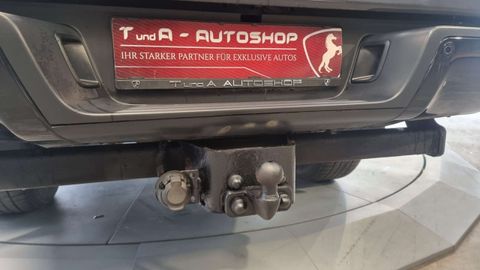 T und A - AUTOSHOP
IHR STARKER PARTNER FÜR EXKLUSIVE AUTOS
T und A AUTOSHOP